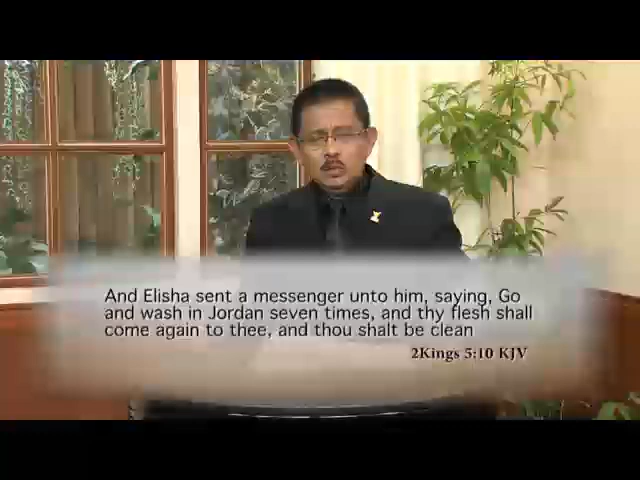 And Elisha sent a messenger unto him, saying, Go
and wash in Jordan seven times, and thy flesh shall
come again to thee, and thou shalt be clean
2Kings 5:10 KJV